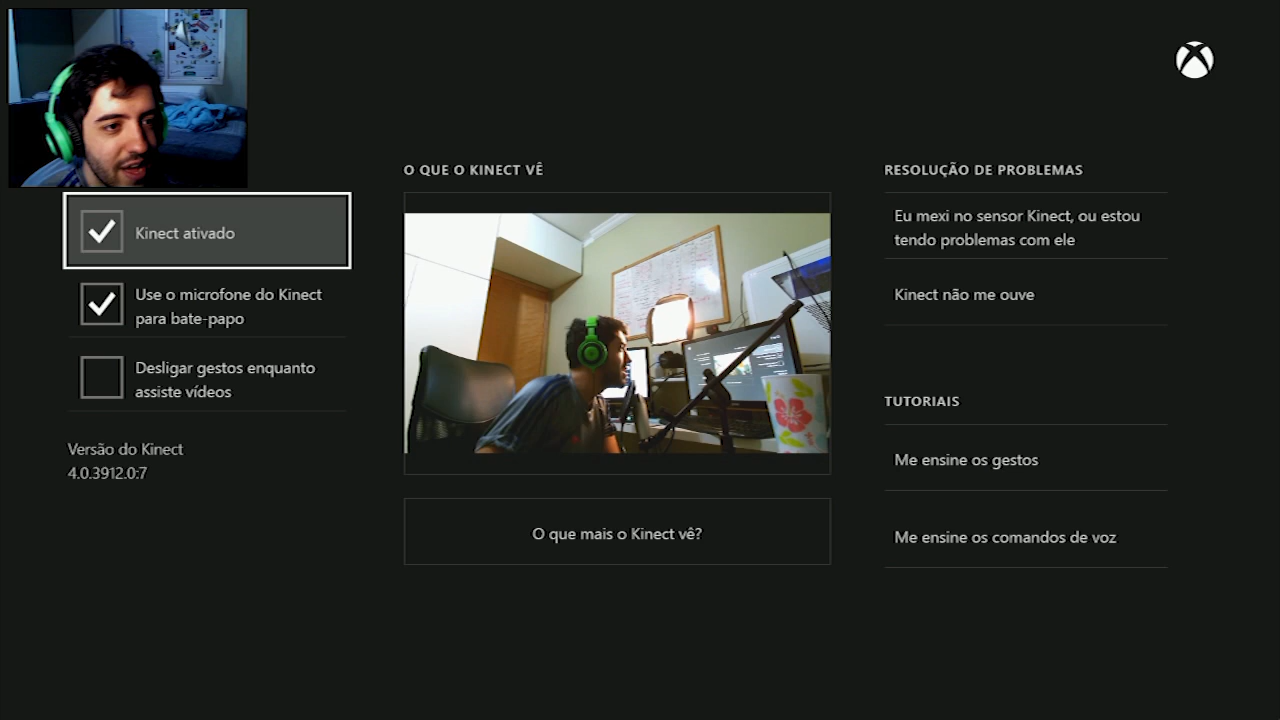 Kinect ativado
Use o microfone do Kinect
para bate-papo
Desligar gestos enquanto
assiste vídeos
Versão do Kinect
4.0.3912.0:7
O QUE O KINECT VÊ
O que mais o Kinect vê?
RESOLUÇÃO DE PROBLEMAS
Eu mexi no sensor Kinect, ou estou
tendo problemas com ele
Kinect não me ouve
TUTORIAIS
Me ensine os gestos
Me ensine os comandos de voz